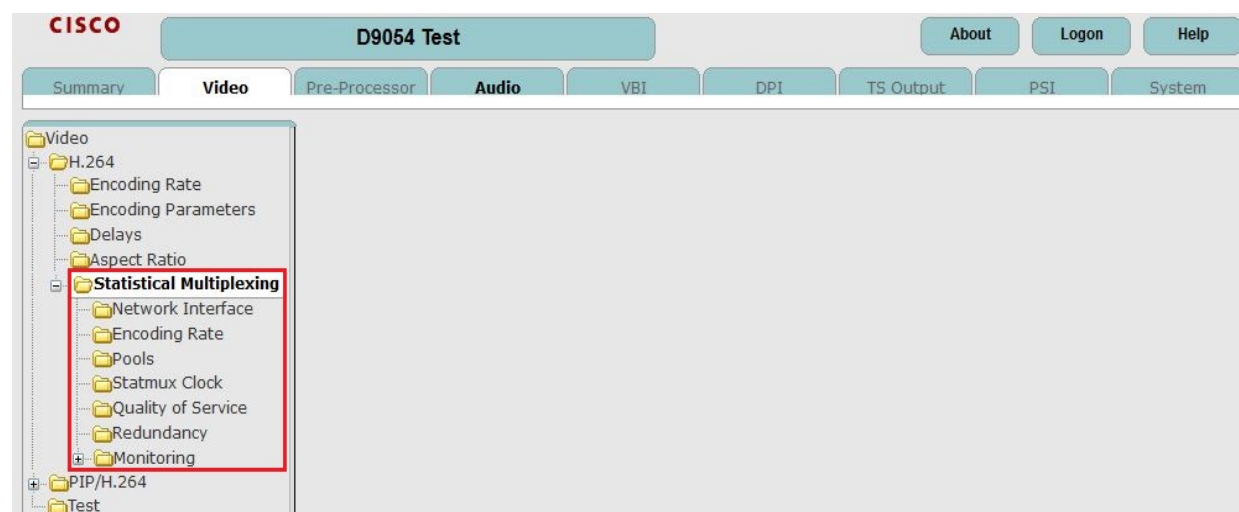 CISCO
D9054 Test
About Logon Help
Summary Video Pre-Processor Audio VBI DPI TS Output PSI System
Video
H.264
Encoding Rate
Encoding Parameters
Delays
Aspect Ratio
Statistical Multiplexing
Network Interface
Encoding Rate
Pools
Statmux Clock
Quality of Service
Redundancy
Monitoring
PIP/H.264
Test